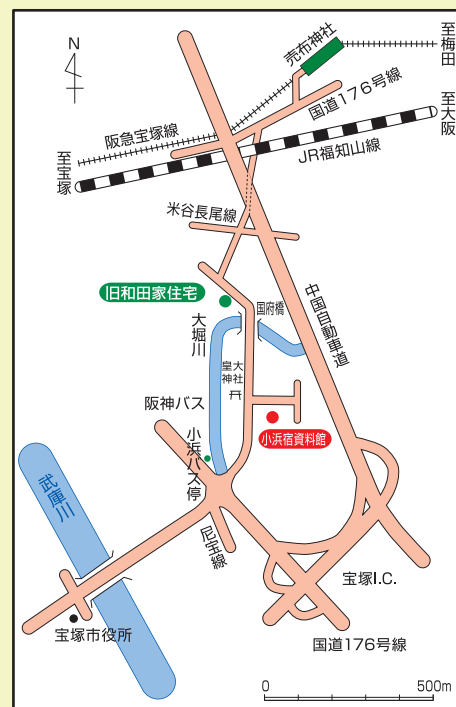 N
売布神社
至梅田
国道176号線
至大阪
阪急宝塚線
JR福知山線
至宝塚
米谷長尾線
旧和田家住宅
国府橋
中国自動車道
大堀川
皇大神社
阪神バス
小浜バス停
小浜宿資料館
武庫川
尼宝線
宝塚I.C.
宝塚市役所
国道176号線
0
500m